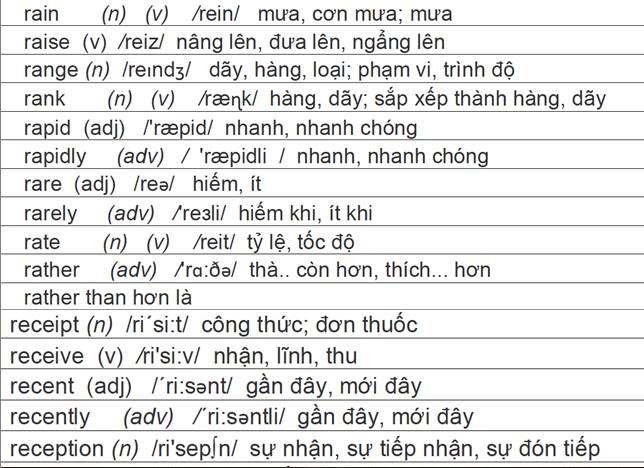 rain (n) (v) /rein/ mưa, cơn mưa; mưa
raise (v) /reiz/ nâng lên, đưa lên, ngẩng lên
range (n) /reɪndʒ/ dãy, hàng, loại; phạm vi, trình độ
rank (n) (v) /ræɳk/ hàng, dãy; sắp xếp thành hàng, dãy
rapid (adj) /'ræpid/ nhanh, nhanh chóng
rapidly (adv) / 'ræpidli / nhanh, nhanh chóng
rare (adj) /reə/ hiếm, ít
rarely (adv) /'reзli/ hiếm khi, ít khi
rate (n) (v) /reit/ tỷ lệ, tốc độ
rather (adv) /'rɑ:ðə/ thà.. còn hơn, thích... hơn
rather than hơn là
receipt (n) /ri´si:t/ công thức; đơn thuốc
receive (v) /ri'si:v/ nhận, lĩnh, thu
recent (adj) /´ri:sənt/ gần đây, mới đây
recently (adv) /´ri:səntli/ gần đây, mới đây
reception (n) /ri'sep∫n/ sự nhận, sự tiếp nhận, sự đón tiếp